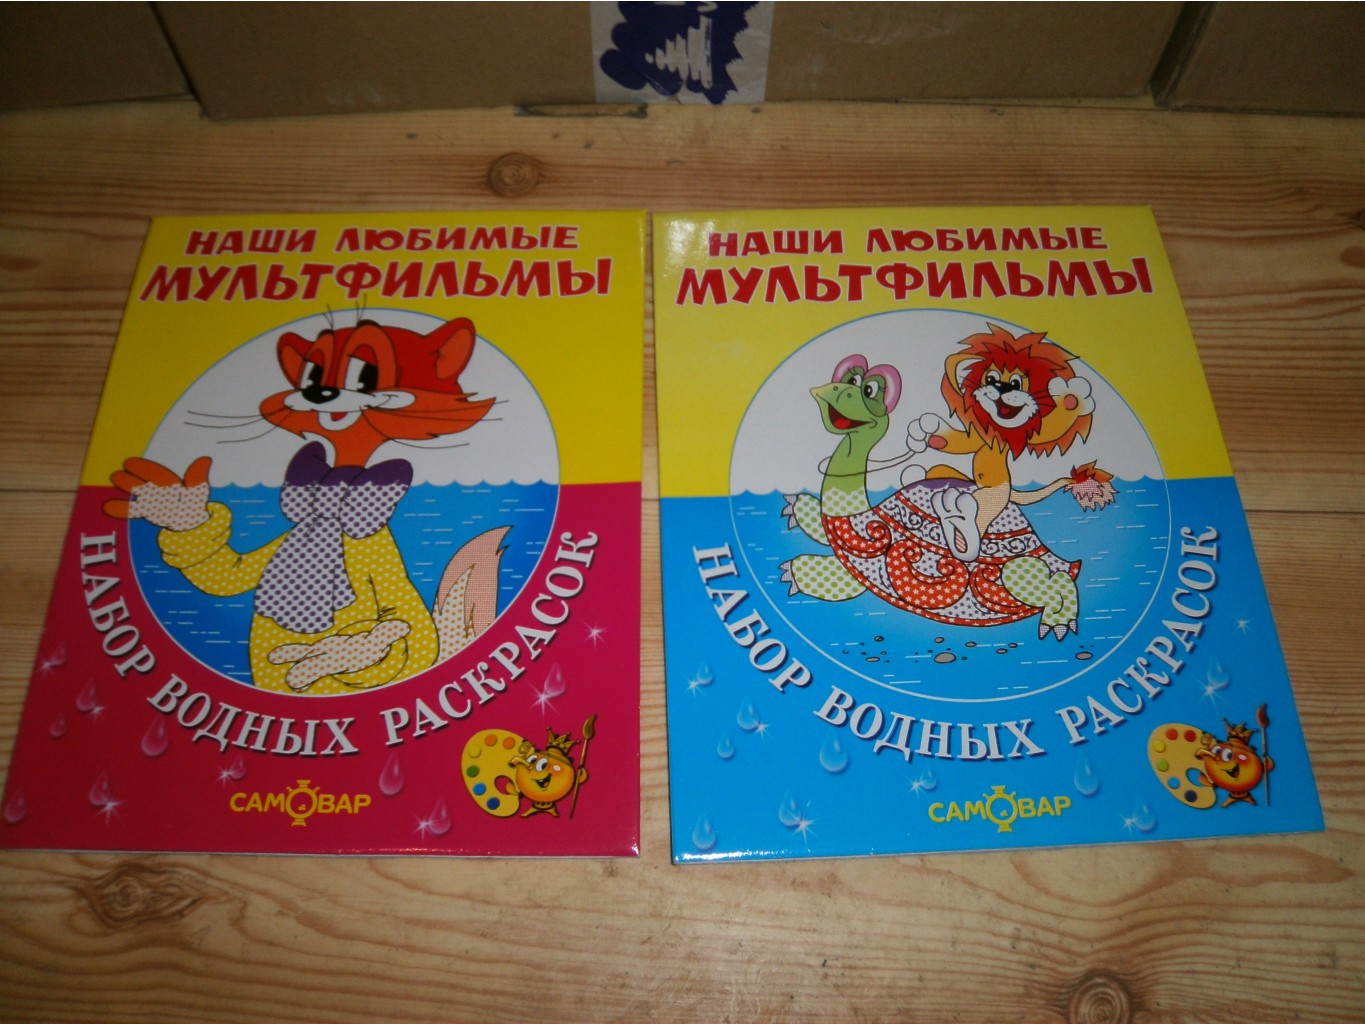 НАШИ ЛЮБИМЫЕ
МУЛЬТФИЛЬМЫ
НАБОР ВОДНЫХ РАСКРАСОК
САМОВАР
НАШИ ЛЮБИМЫЕ
МУЛЬТФИЛЬМЫ
НАБОР ВОДНЫХ РАСКРАСОК
САМОВАР